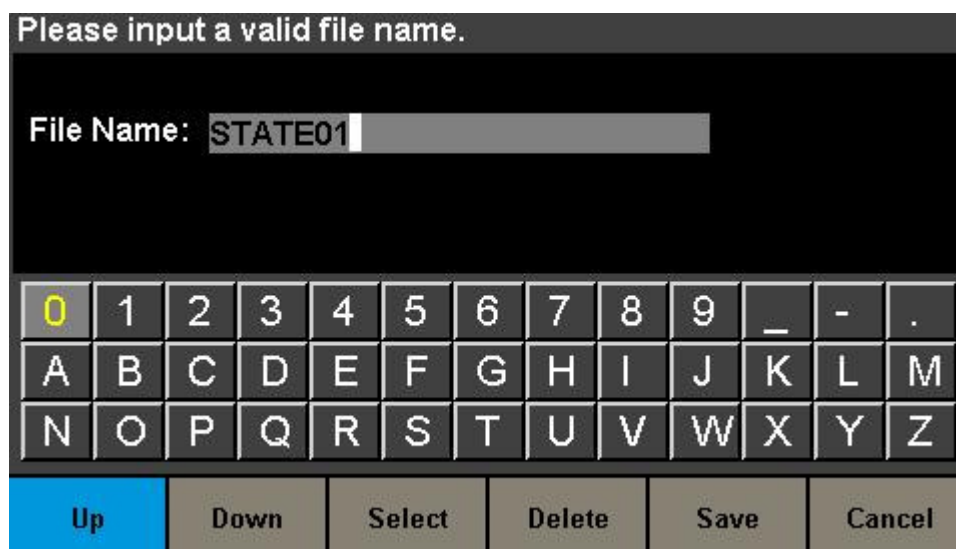 Please input a valid file name.
File Name: STATE01
0 1 2 3 4 5 6 7 8 9 _ - .
A B C D E F G H I J K L M
N O P Q R S T U V W X Y Z
Up Down Select Delete Save Cancel